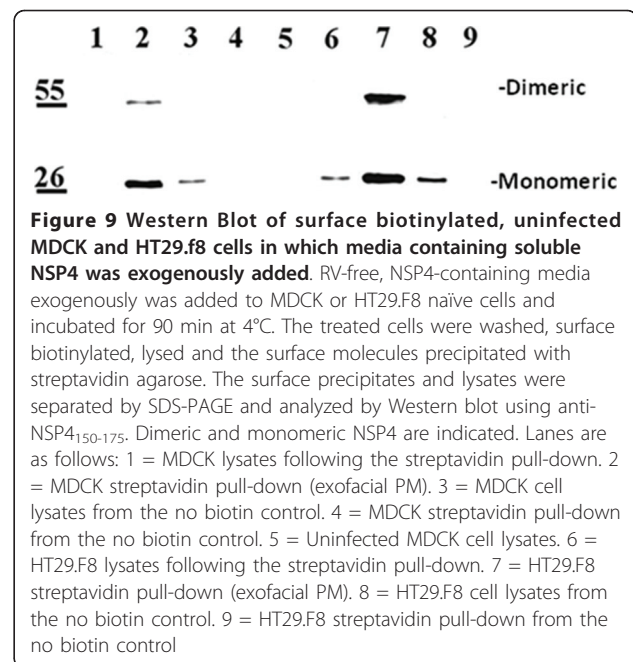 1 2 3 4 5 6 7 8 9
55 -Dimeric
26 -Monomeric
Figure 9 Western Blot of surface biotinylated, uninfected
MDCK and HT29.f8 cells in which media containing soluble
NSP4 was exogenously added. RV-free, NSP4-containing media
exogenously was added to MDCK or HT29.F8 naïve cells and
incubated for 90 min at 4°C. The treated cells were washed, surface
biotinylated, lysed and the surface molecules precipitated with
streptavidin agarose. The surface precipitates and lysates were
separated by SDS-PAGE and analyzed by Western blot using anti-
NSP4150-175. Dimeric and monomeric NSP4 are indicated. Lanes are
as follows: 1 = MDCK lysates following the streptavidin pull-down. 2
= MDCK streptavidin pull-down (exofacial PM). 3 = MDCK cell
lysates from the no biotin control. 4 = MDCK streptavidin pull-down
from the no biotin control. 5 = Uninfected MDCK cell lysates. 6 =
HT29.F8 lysates following the streptavidin pull-down. 7 = HT29.F8
streptavidin pull-down (exofacial PM). 8 = HT29.F8 cell lysates from
the no biotin control. 9 = HT29.F8 streptavidin pull-down from the
no biotin control